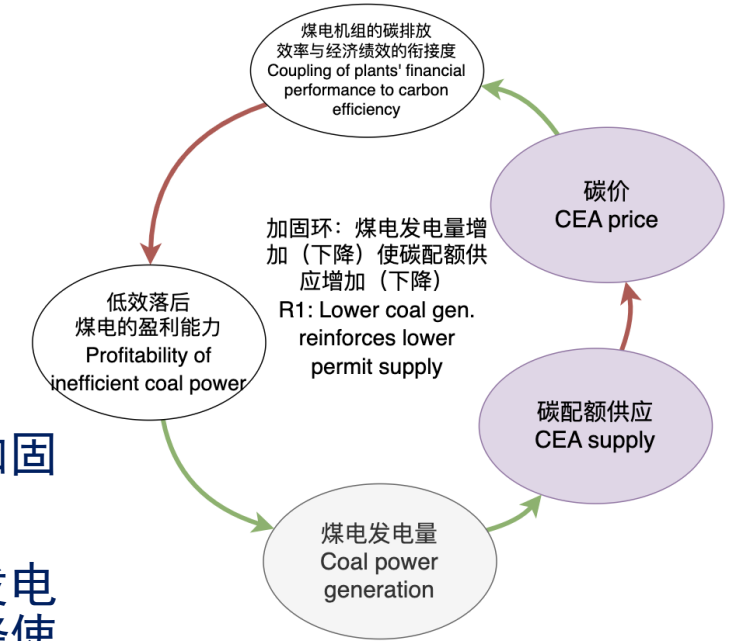 煤电机组的碳排放
效率与经济绩效的衔接度
Coupling of plants' financial
performance to carbon
efficiency
碳价
CEA price
加固环：煤电发电量增
加（下降）使碳配额供
应增加（下降）
R1: Lower coal gen.
reinforces lower
permit supply
低效落后
煤电的盈利能力
Profitability of
inefficient coal power
碳配额供应
CEA supply
煤电发电量
Coal power
generation
固
电
使